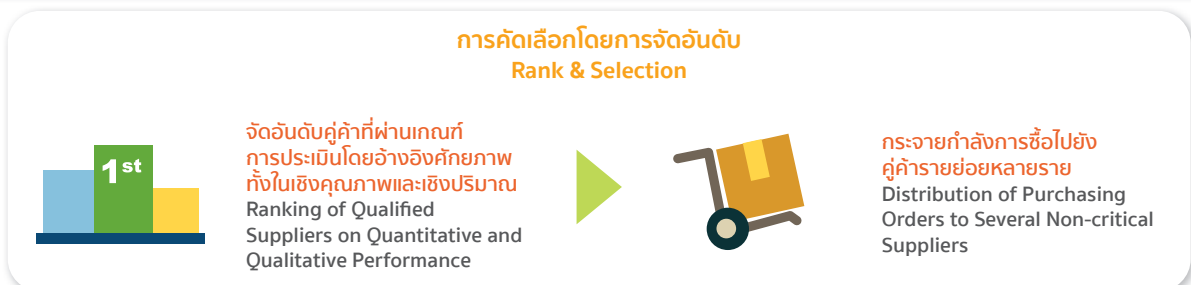 การคัดเลือกโดยการจัดอันดับ
Rank & Selection
1st
จัดอันดับคู่ค้าที่ผ่านเกณฑ์
การประเมินโดยอ้างอิงศักยภาพ
ทั้งในเชิงคุณภาพและเชิงปริมาณ
Ranking of Qualified
Suppliers on Quantitative and
Qualitative Performance
กระจายกำลังการซื้อไปยัง
คู่ค้ารายย่อยหลายราย
Distribution of Purchasing
Orders to Several Non-critical
Suppliers